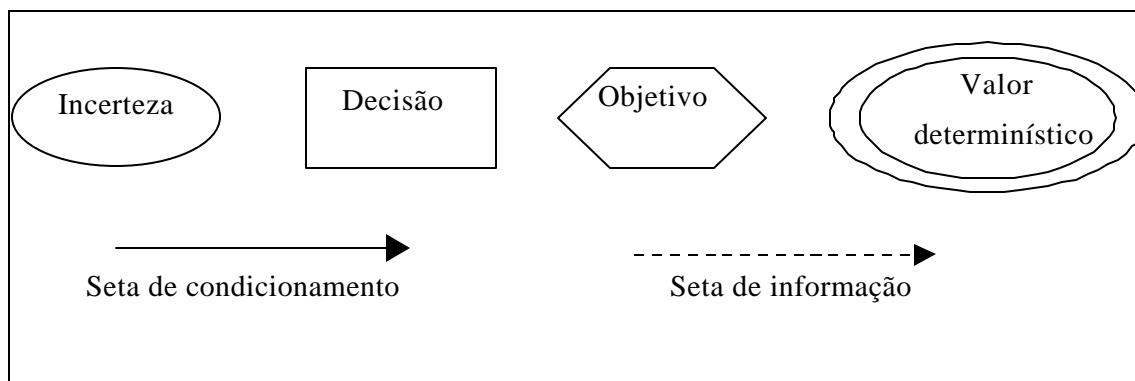 Incerteza
Decisão
Objetivo
Valor
determinístico
Seta de condicionamento
Seta de informação